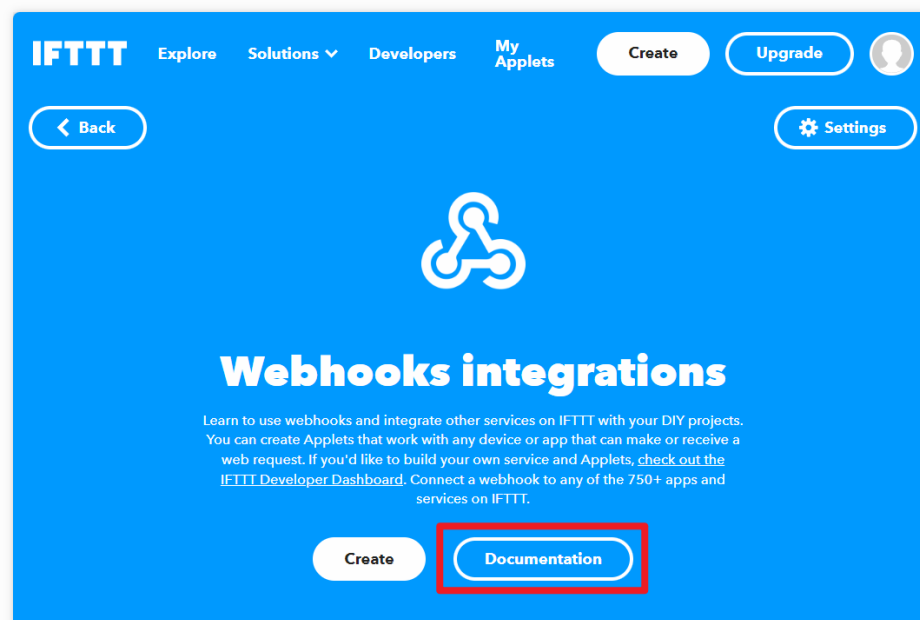 IFTTT Explore Solutions Developers My Applets Create Upgrade
Back Settings
Webhooks integrations
Learn to use webhooks and integrate other services on IFTTT with your DIY projects.
You can create Applets that work with any device or app that can make or receive a
web request. If you'd like to build your own service and Applets, check out the
IFTTT Developer Dashboard. Connect a webhook to any of the 750+ apps and
services on IFTTT.
Create Documentation